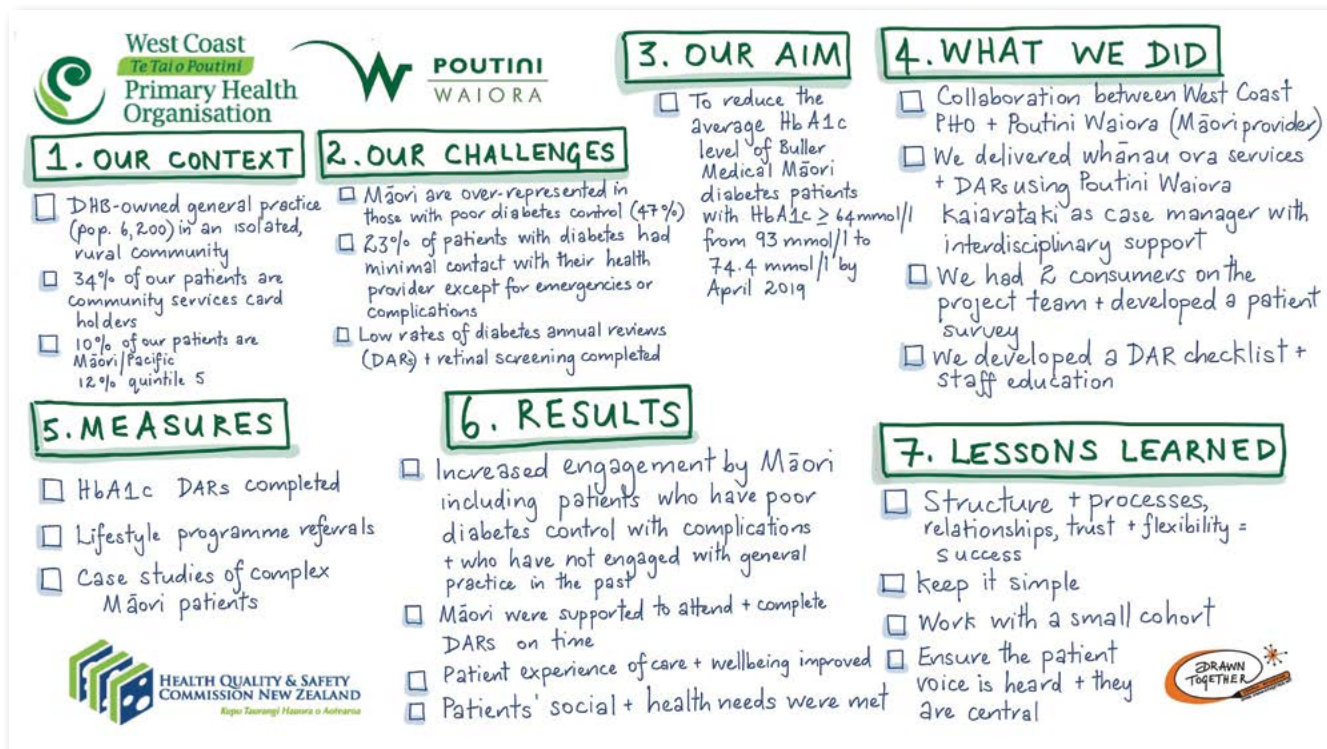 West Coast
Te Tai o Poutini
Primary Health
Organisation
POUTINI
WAIORA
1. OUR CONTEXT
DHB-owned general practice
(pop. 6,200) in an isolated,
rural community
34% of our patients are
community services card
holders
10% of our patients are
Māori/Pacific
12% quintile 5
2. OUR CHALLENGES
Māori are over-represented in
those with poor diabetes control (47%)
23% of patients with diabetes had
minimal contact with their health
provider except for emergencies or
complications
Low rates of diabetes annual reviews
(DARs) + retinal screening completed
3. OUR AIM
To reduce the
average HbA1c
level of Buller
Medical Māori
diabetes patients
with HbA1c ≥ 64mmol/l
from 93 mmol/l to
74.4 mmol/l by
April 2019
4. WHAT WE DID
Collaboration between West Coast
PHO + Poutini Waiora (Māori provider)
We delivered whānau ora services
+ DARs using Poutini Waiora
Kaiarataki as case manager with
interdisciplinary support
We had 2 consumers on the
project team + developed a patient
survey
We developed a DAR checklist +
staff education
5. MEASURES
HbA1c DARs completed
Lifestyle programme referrals
Case studies of complex
Māori patients
6. RESULTS
Increased engagement by Māori
including patients who have poor
diabetes control with complications
+ who have not engaged with general
practice in the past
Māori were supported to attend + complete
DARs on time
Patient experience of care + wellbeing improved
Patients' social + health needs were met
7. LESSONS LEARNED
Structure + processes,
relationships, trust + flexibility =
success
Keep it simple
Work with a small cohort
Ensure the patient
voice is heard + they
are central
HEALTH QUALITY & SAFETY
COMMISSION NEW ZEALAND
Kupu Taurangi Hauora o Aotearoa
DRAWN
TOGETHER